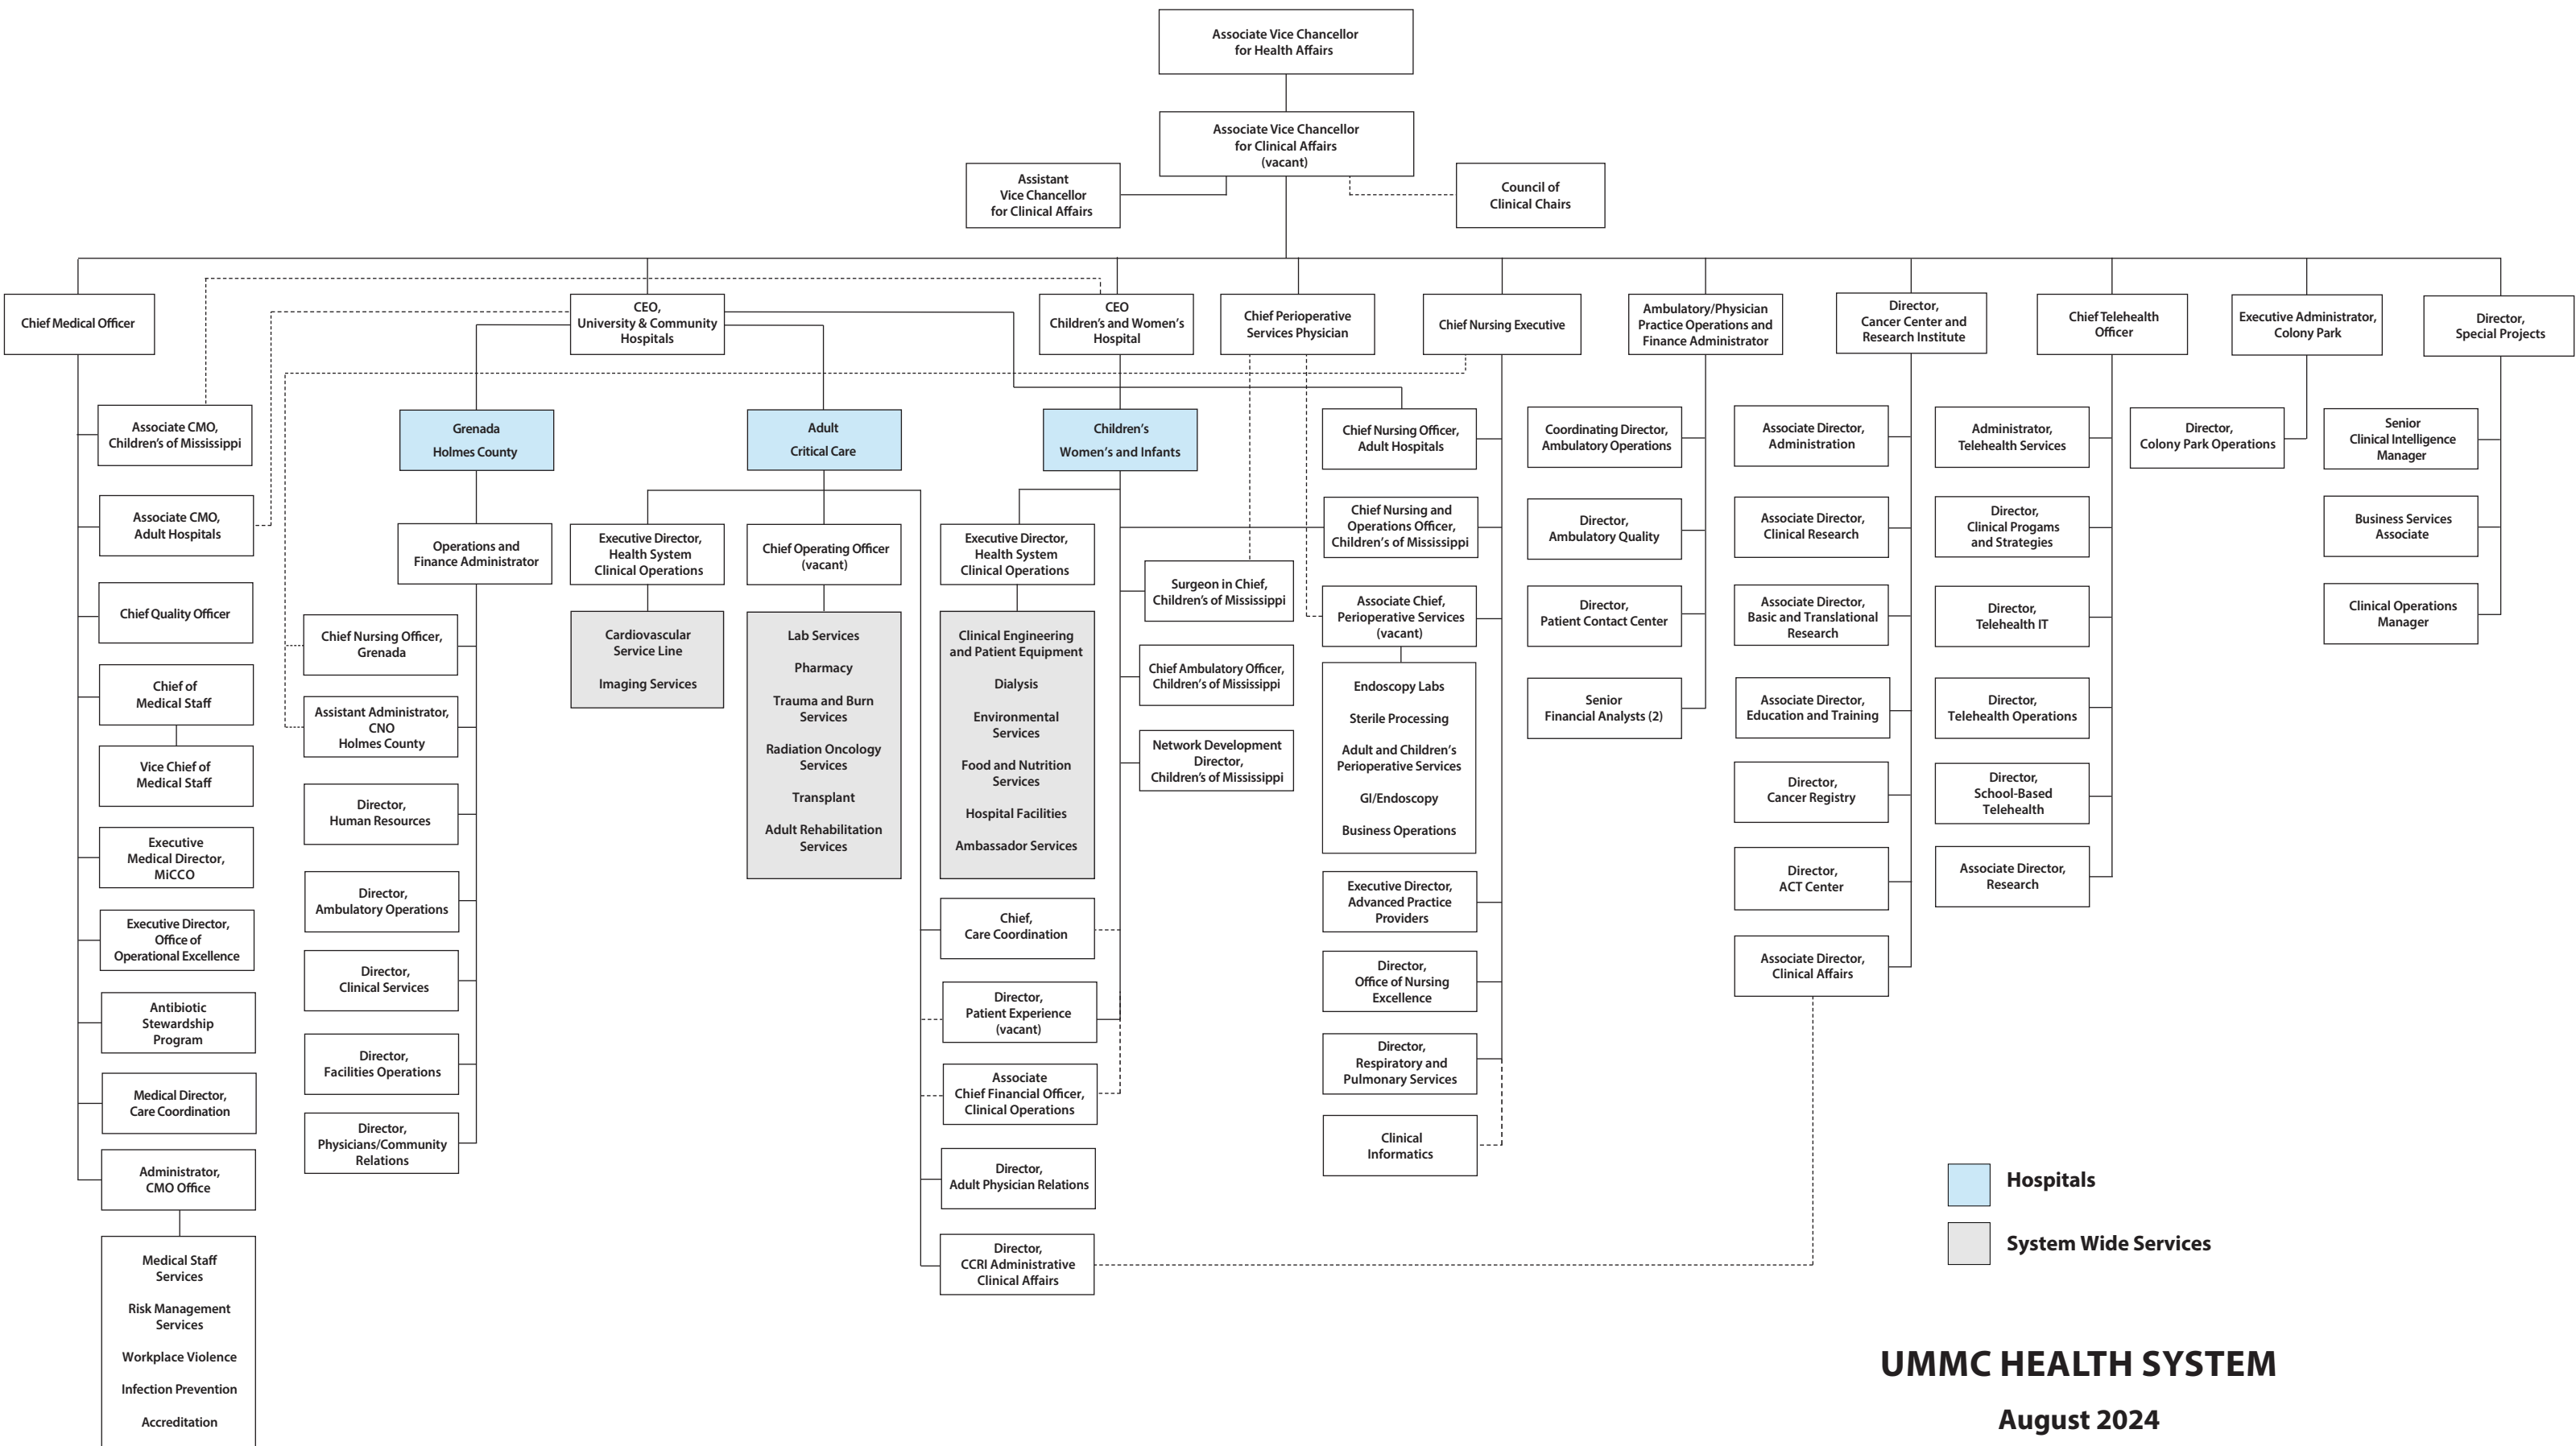 Associate Vice Chancellor
for Health Affairs
Associate Vice Chancellor
for Clinical Affairs
(vacant)
Assistant
Vice Chancellor
for Clinical Affairs
Council of
Clinical Chairs
Chief Medical Officer
CEO,
University & Community
Hospitals
CEO
Children's and Women's
Hospital
Chief Perioperative
Services Physician
Chief Nursing Executive
Ambulatory/Physician
Practice Operations and
Finance Administrator
Director,
Cancer Center and
Research Institute
Chief Telehealth
Officer
Executive Administrator,
Colony Park
Director,
Special Projects
Associate CMO,
Children's of Mississippi
Associate CMO,
Adult Hospitals
Chief Quality Officer
Chief of
Medical Staff
Vice Chief of
Medical Staff
Executive
Medical Director,
MiCCO
Executive Director,
Office of
Operational Excellence
Antibiotic
Stewardship
Program
Medical Director,
Care Coordination
Administrator,
CMO Office
Medical Staff
Services
Risk Management
Services
Workplace Violence
Infection Prevention
Accreditation
Grenada
Holmes County
Operations and
Finance Administrator
Chief Nursing Officer,
Grenada
Assistant Administrator,
CNO
Holmes County
Director,
Human Resources
Director,
Ambulatory Operations
Director,
Clinical Services
Director,
Facilities Operations
Director,
Physicians/Community
Relations
Adult
Critical Care
Executive Director,
Health System
Clinical Operations
Cardiovascular
Service Line
Imaging Services
Chief Operating Officer
(vacant)
Lab Services
Pharmacy
Trauma and Burn
Services
Radiation Oncology
Services
Transplant
Adult Rehabilitation
Services
Children's
Women's and Infants
Executive Director,
Health System
Clinical Operations
Clinical Engineering
and Patient Equipment
Dialysis
Environmental
Services
Food and Nutrition
Services
Hospital Facilities
Ambassador Services
Chief,
Care Coordination
Director,
Patient Experience
(vacant)
Associate
Chief Financial Officer,
Clinical Operations
Director,
Adult Physician Relations
Director,
CCRI Administrative
Clinical Affairs
Surgeon in Chief,
Children's of Mississippi
Chief Ambulatory Officer,
Children's of Mississippi
Network Development
Director,
Children's of Mississippi
Chief Nursing Officer,
Adult Hospitals
Chief Nursing and
Operations Officer,
Children's of Mississippi
Associate Chief,
Perioperative Services
(vacant)
Endoscopy Labs
Sterile Processing
Adult and Children's
Perioperative Services
GI/Endoscopy
Business Operations
Executive Director,
Advanced Practice
Providers
Director,
Office of Nursing
Excellence
Director,
Respiratory and
Pulmonary Services
Clinical
Informatics
Coordinating Director,
Ambulatory Operations
Director,
Ambulatory Quality
Director,
Patient Contact Center
Senior
Financial Analysts (2)
Associate Director,
Administration
Associate Director,
Clinical Research
Associate Director,
Basic and Translational
Research
Associate Director,
Education and Training
Director,
Cancer Registry
Director,
ACT Center
Associate Director,
Clinical Affairs
Administrator,
Telehealth Services
Director,
Clinical Progams
and Strategies
Director,
Telehealth IT
Director,
Telehealth Operations
Director,
School-Based
Telehealth
Associate Director,
Research
Director,
Colony Park Operations
Senior
Clinical Intelligence
Manager
Business Services
Associate
Clinical Operations
Manager
Hospitals
System Wide Services
UMMC HEALTH SYSTEM
August 2024